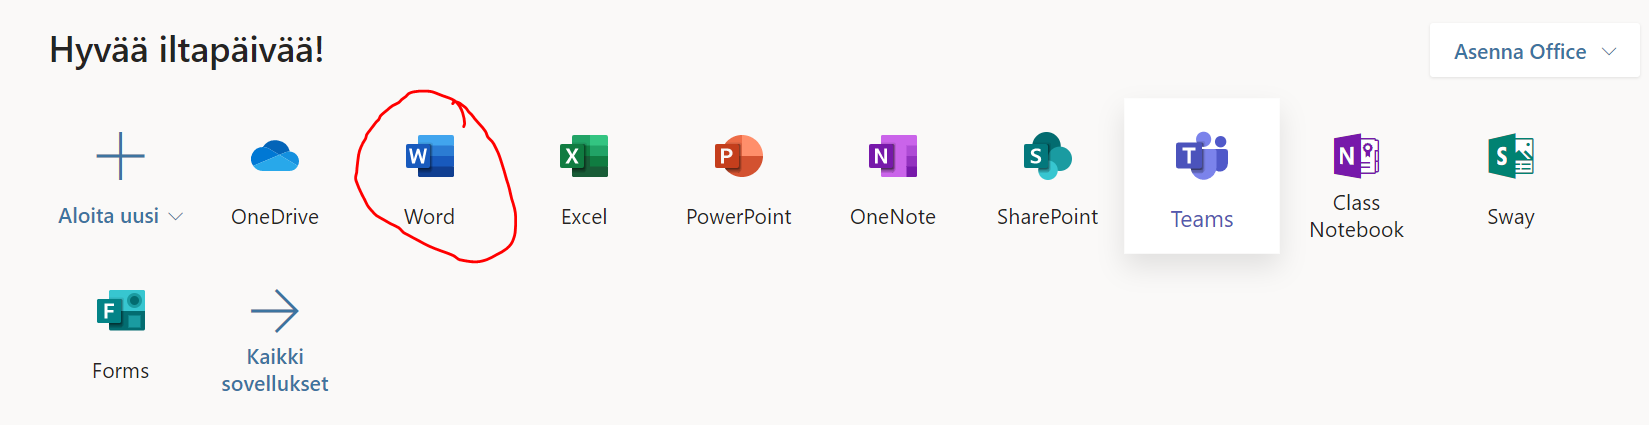 Hyvää iltapäivää!
Asenna Office
Aloita uusi
OneDrive
W
Word
X
Excel
P
PowerPoint
N
OneNote
S
SharePoint
T
Teams
N
Class
Notebook
S
Sway
F
Forms
Kaikki
sovellukset